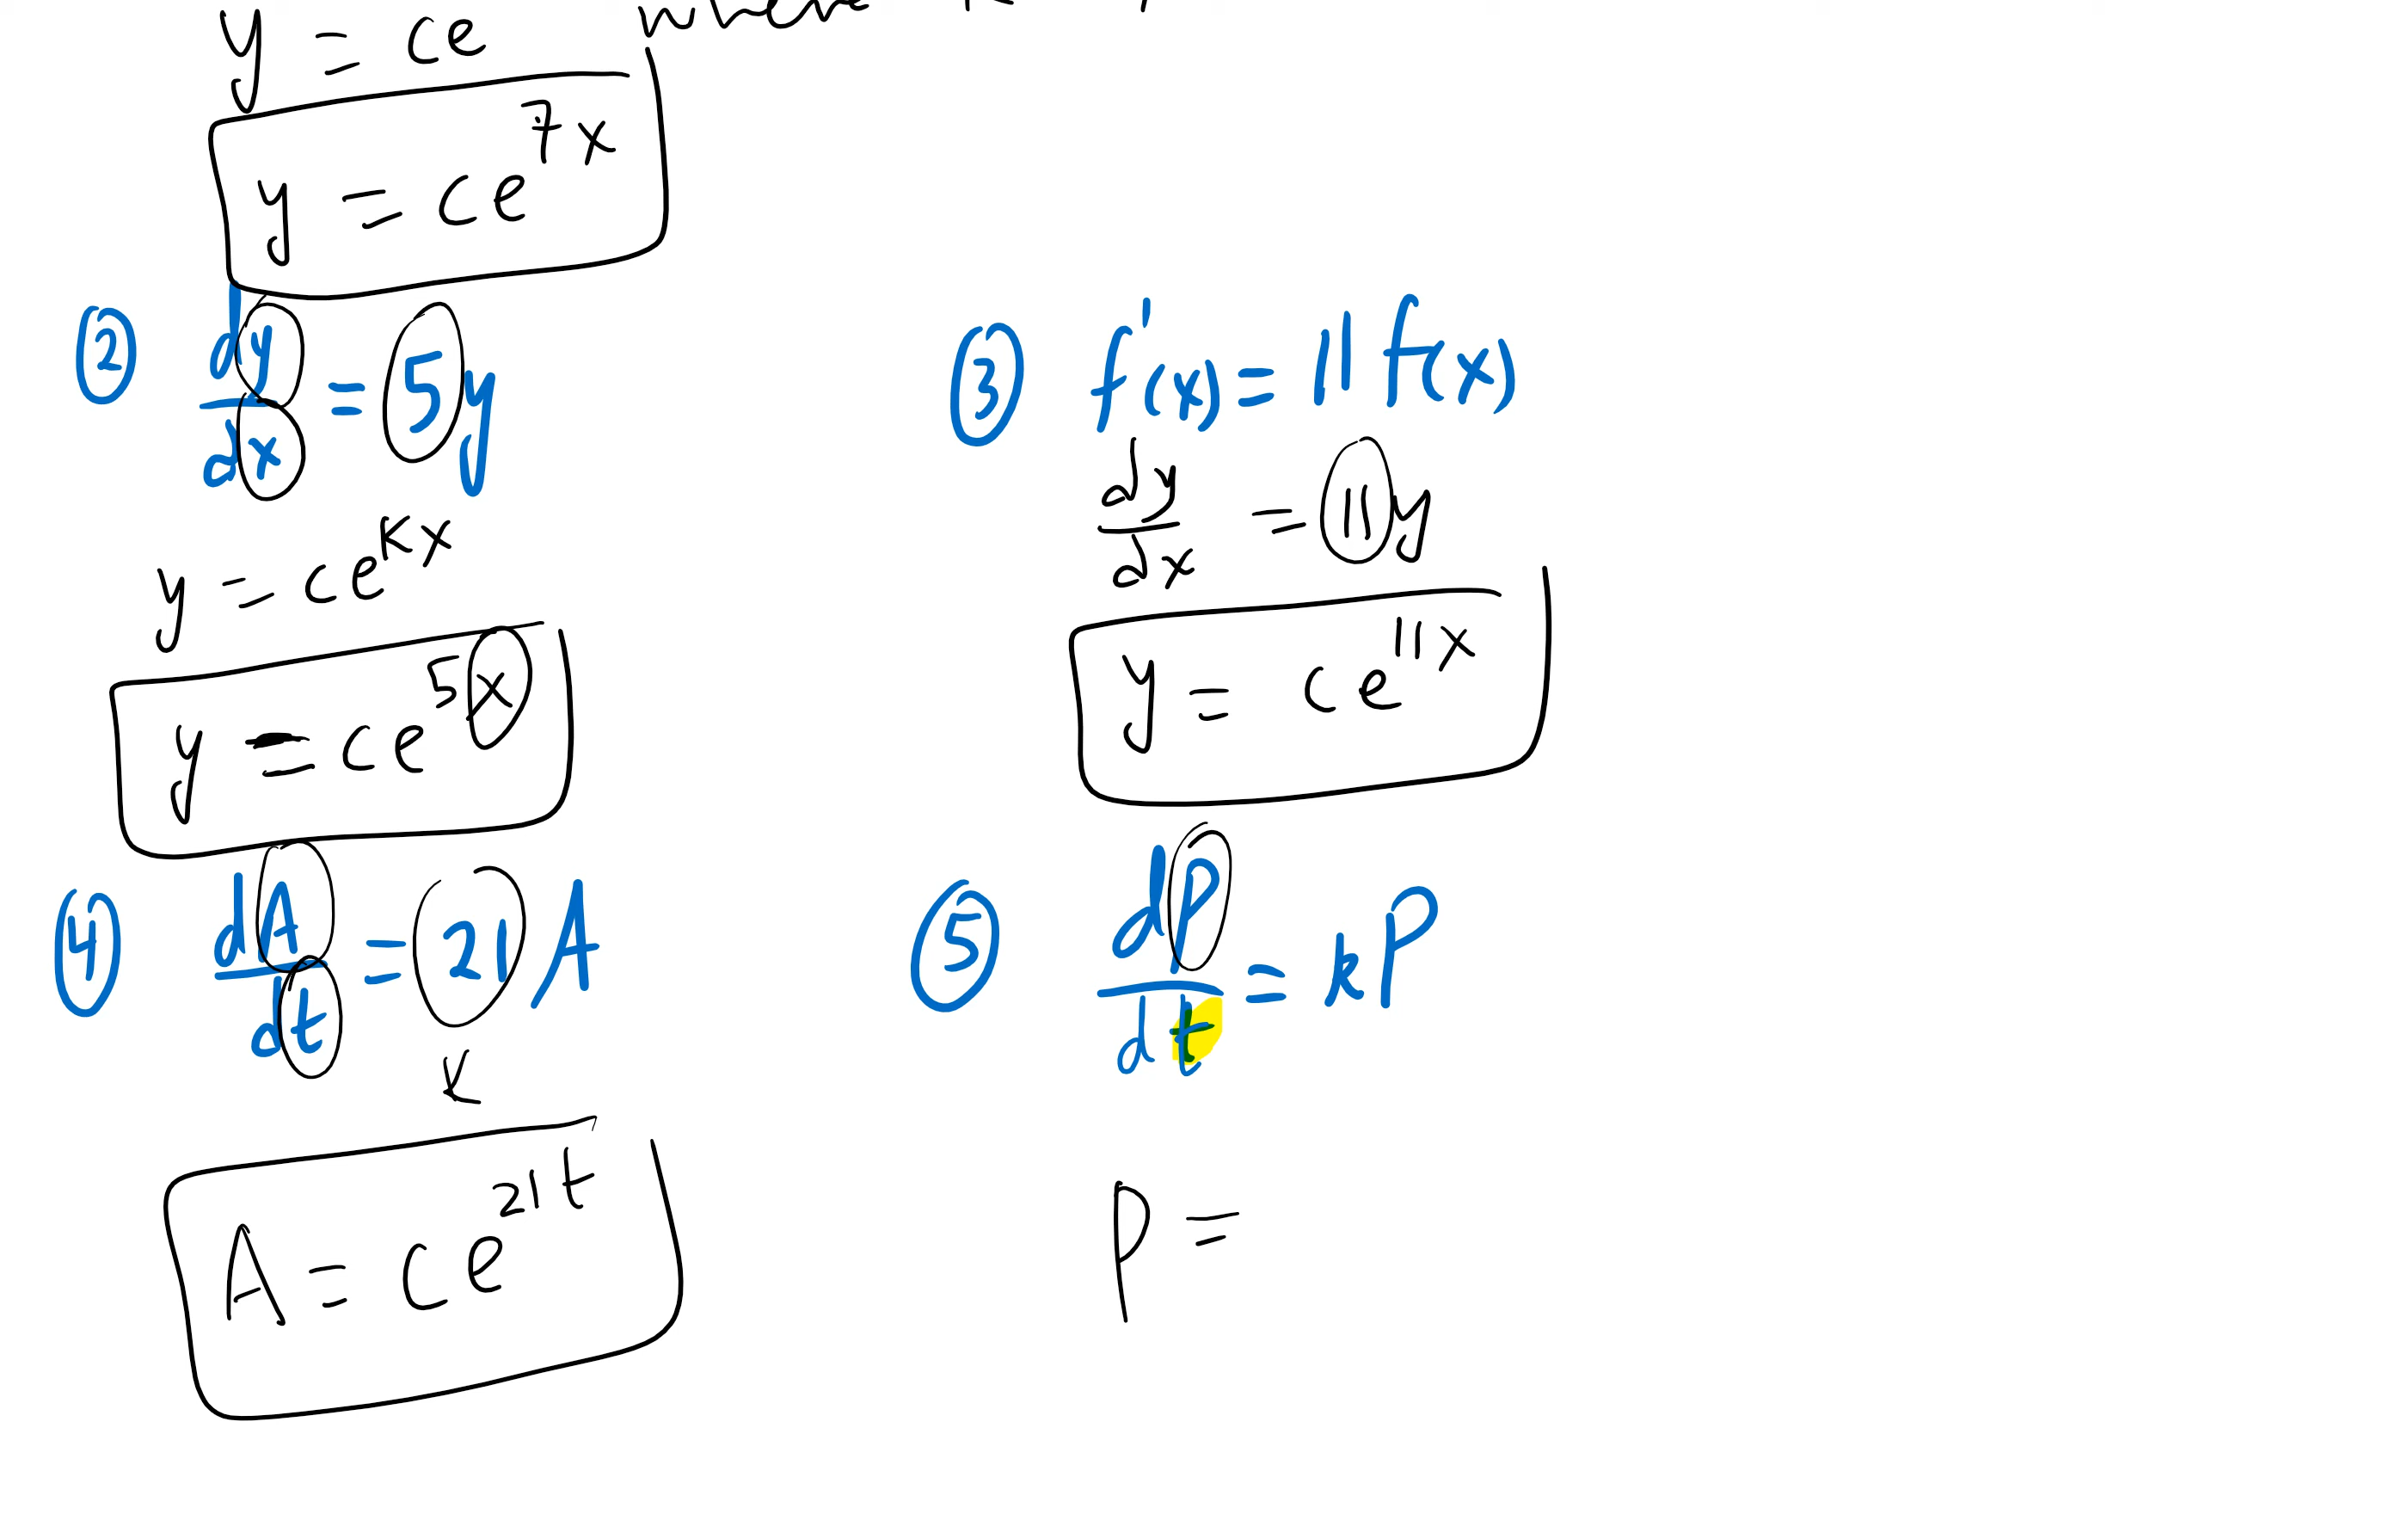 y = ce
y = ce^7x
② dy/dx = 5y
y = ce^kx
y = ce^5x
③ f'(x) = 11 f(x)
dy/dx = 11y
y = ce^11x
④ dA/dt = 21A
K
A = ce^21t
⑤ dP/dt = kP
P =